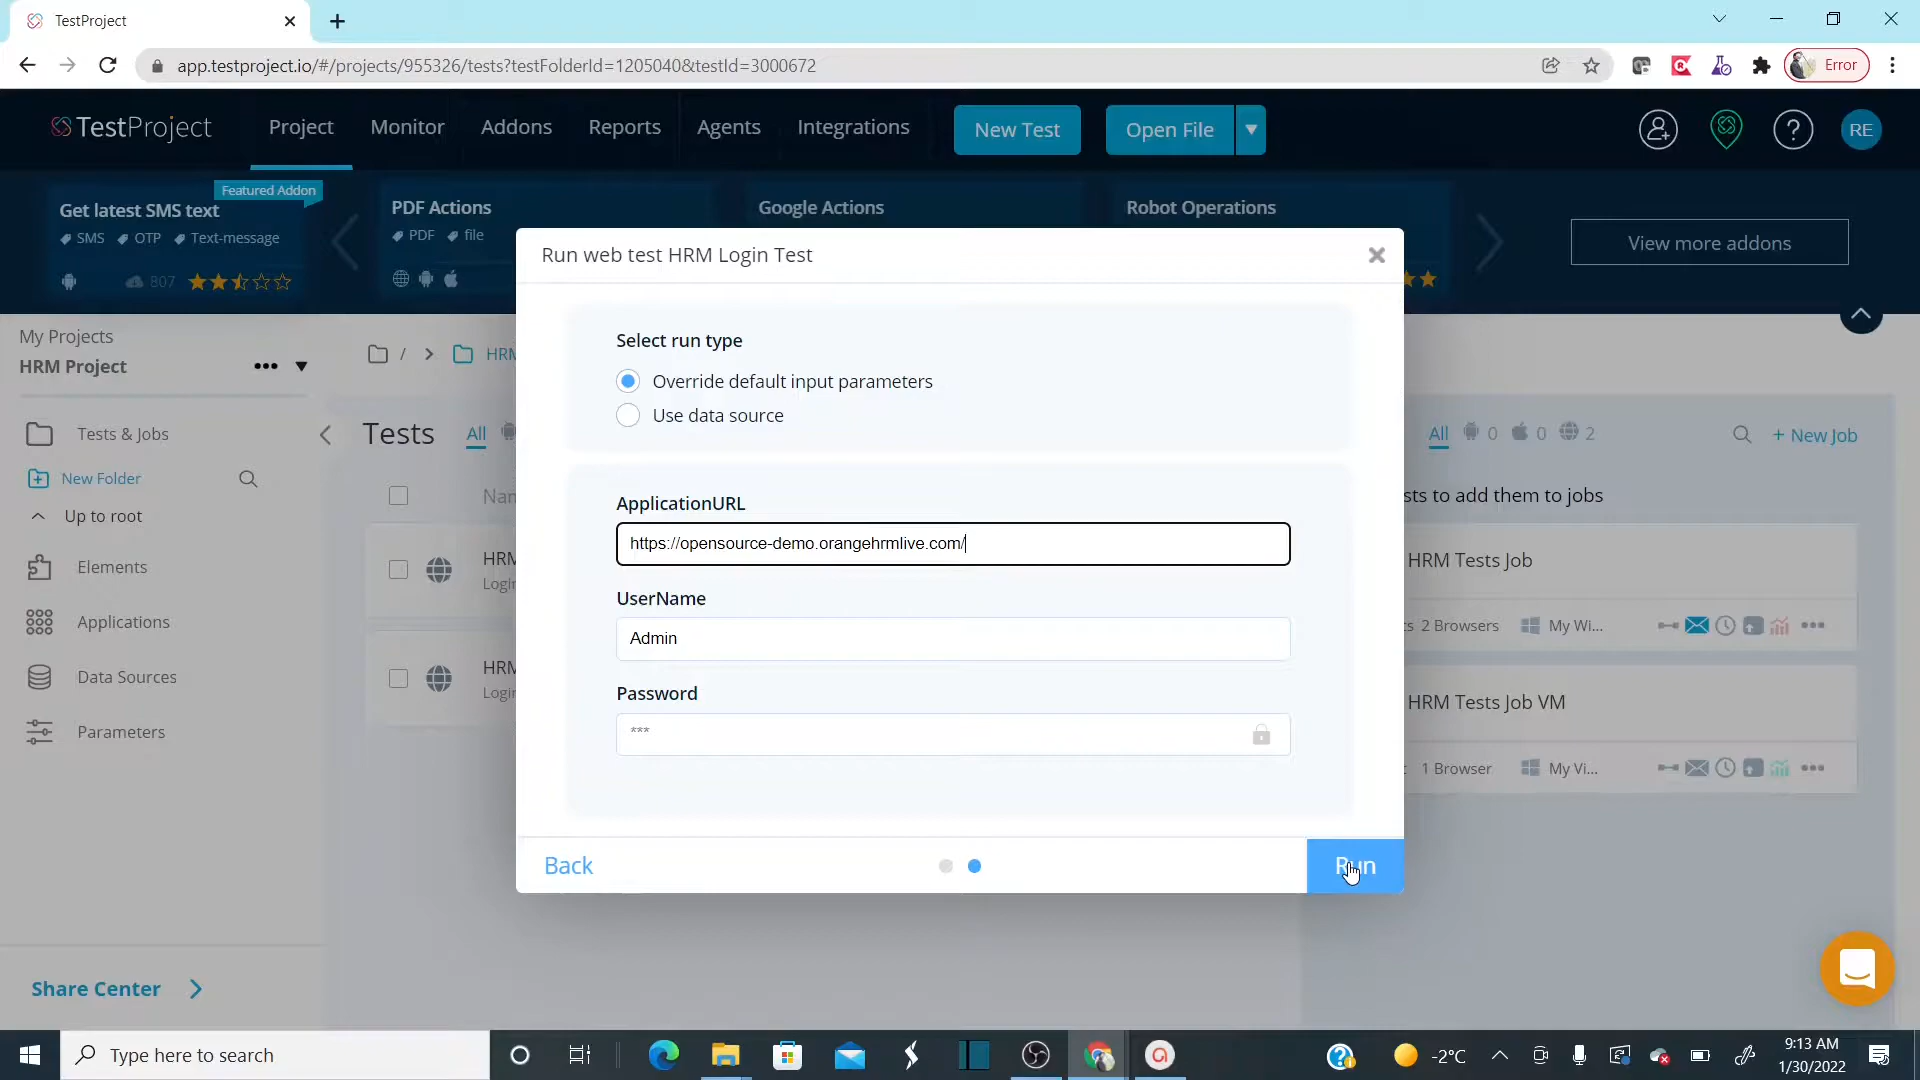 TestProject
app.testproject.io/#/projects/955326/tests?testFolderId=1205040&testId=3000672
Error
TestProject
Project
Monitor
Addons
Reports
Agents
Integrations
New Test
Open File
RE
Featured Addon
Get latest SMS text
SMS OTP Text-message
807
PDF Actions
PDF file
Google Actions
Robot Operations
View more addons
Run web test HRM Login Test
My Projects
HRM Project
/ > HRM
Select run type
Override default input parameters
Use data source
Tests & Jobs
Tests All
All 0 0 2
+ New Job
New Folder
Up to root
Elements
Applications
Data Sources
Parameters
ApplicationURL
https://opensource-demo.orangehrmlive.com/
UserName
Admin
Password
***
HRM Tests Job
2 Browsers My Wi...
HRM Tests Job VM
1 Browser My Vi...
to add them to jobs
Back
Run
Share Center
Type here to search
-2°C
9:13 AM
1/30/2022